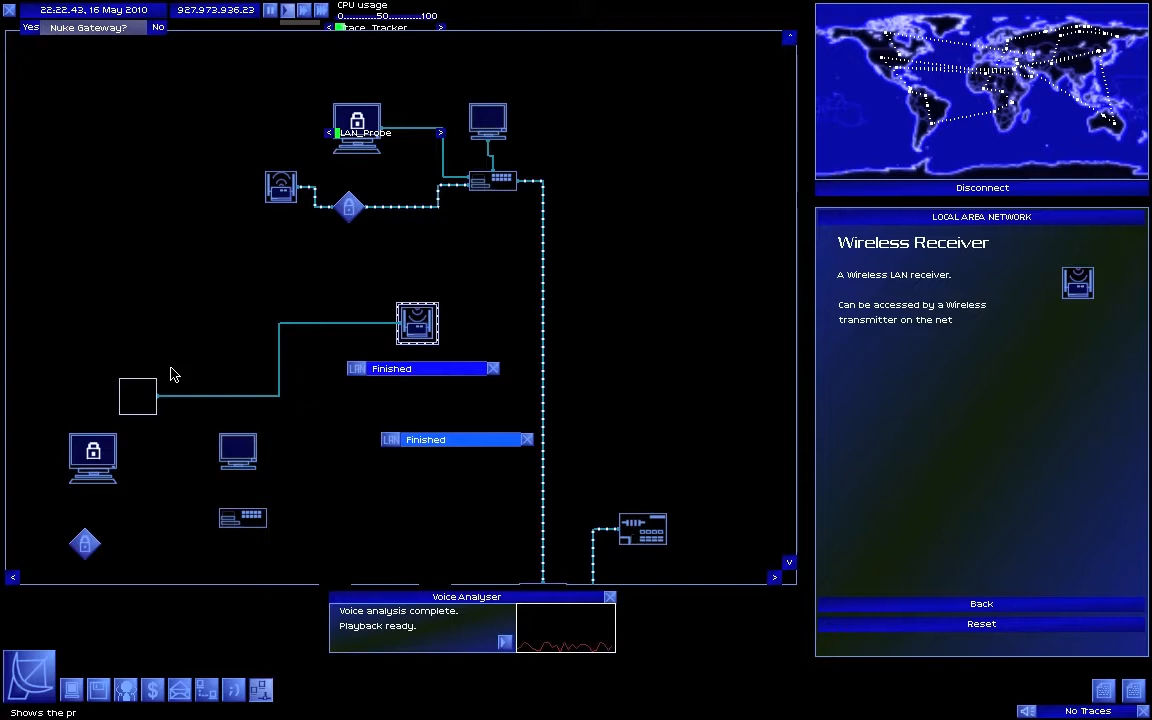 22:22.43, 16 May 2010
927.973.936.23
CPU usage
0.....50.....100
Yes
Nuke Gateway?
No
< Trace_Tracker >
< LAN_Probe >
LAN Finished
LAN Finished
Voice Analyser
Voice analysis complete.
Playback ready.
Disconnect
LOCAL AREA NETWORK
Wireless Receiver
A Wireless LAN receiver.
Can be accessed by a Wireless
transmitter on the net
Back
Reset
Shows the pr
No Traces